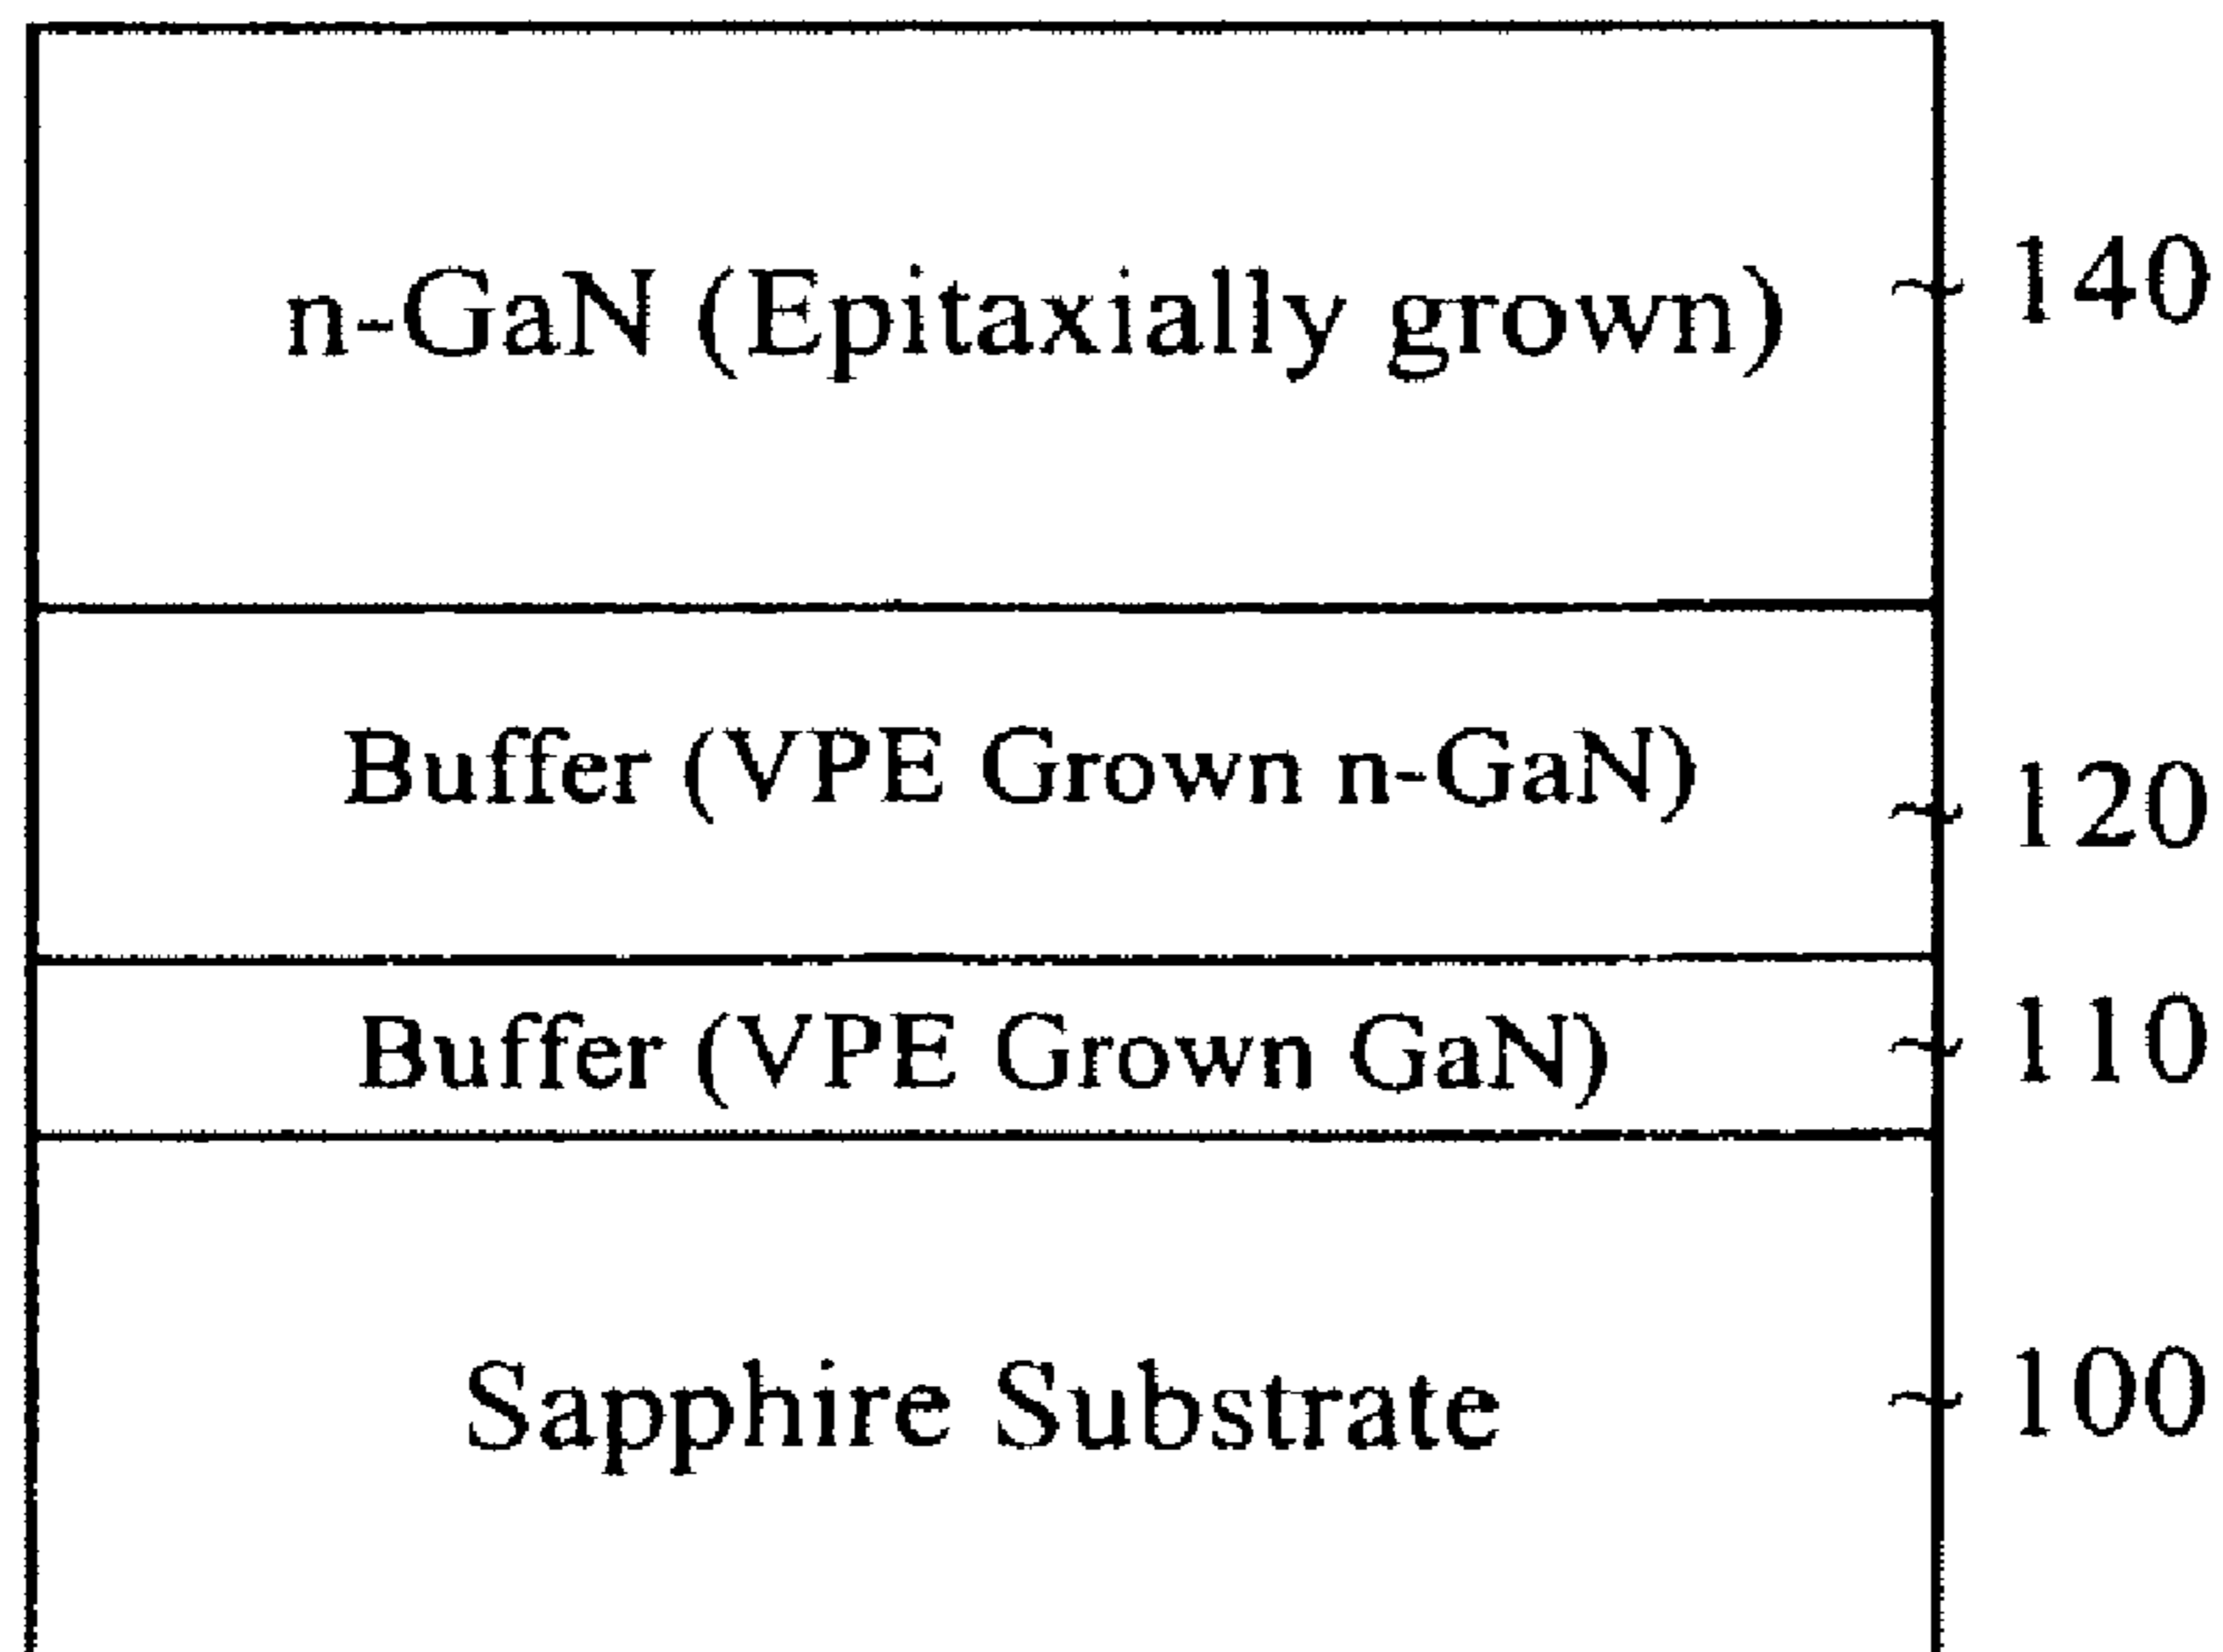 n-GaN (Epitaxially grown) ~ 140
Buffer (VPE Grown n-GaN) ~ 120
Buffer (VPE Grown GaN) ~ 110
Sapphire Substrate ~ 100